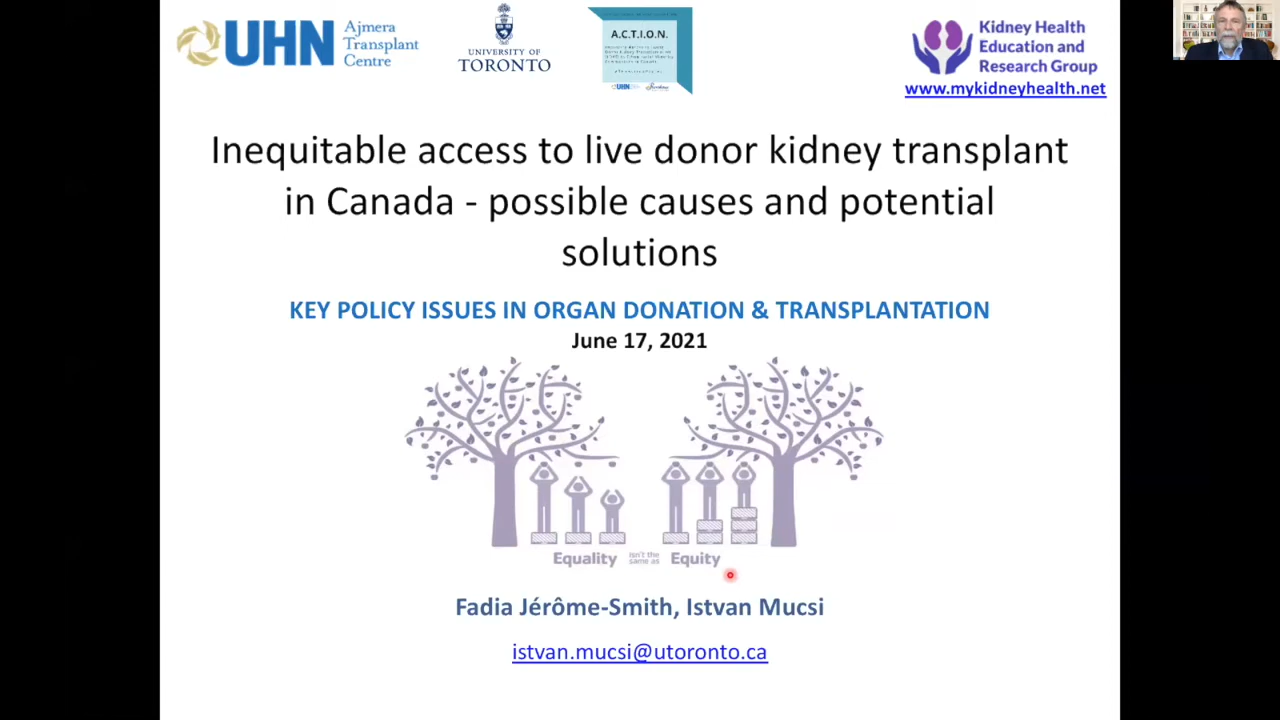 UHN
Ajmera
Transplant
Centre
UNIVERSITY OF
TORONTO
A.C.T.I.O.N.
UHN
Kidney Health
Education and
Research Group
www.mykidneyhealth.net
Inequitable access to live donor kidney transplant
in Canada - possible causes and potential
solutions
KEY POLICY ISSUES IN ORGAN DONATION & TRANSPLANTATION
June 17, 2021
Equality isn't the same as Equity
Fadia Jérôme-Smith, Istvan Mucsi
istvan.mucsi@utoronto.ca